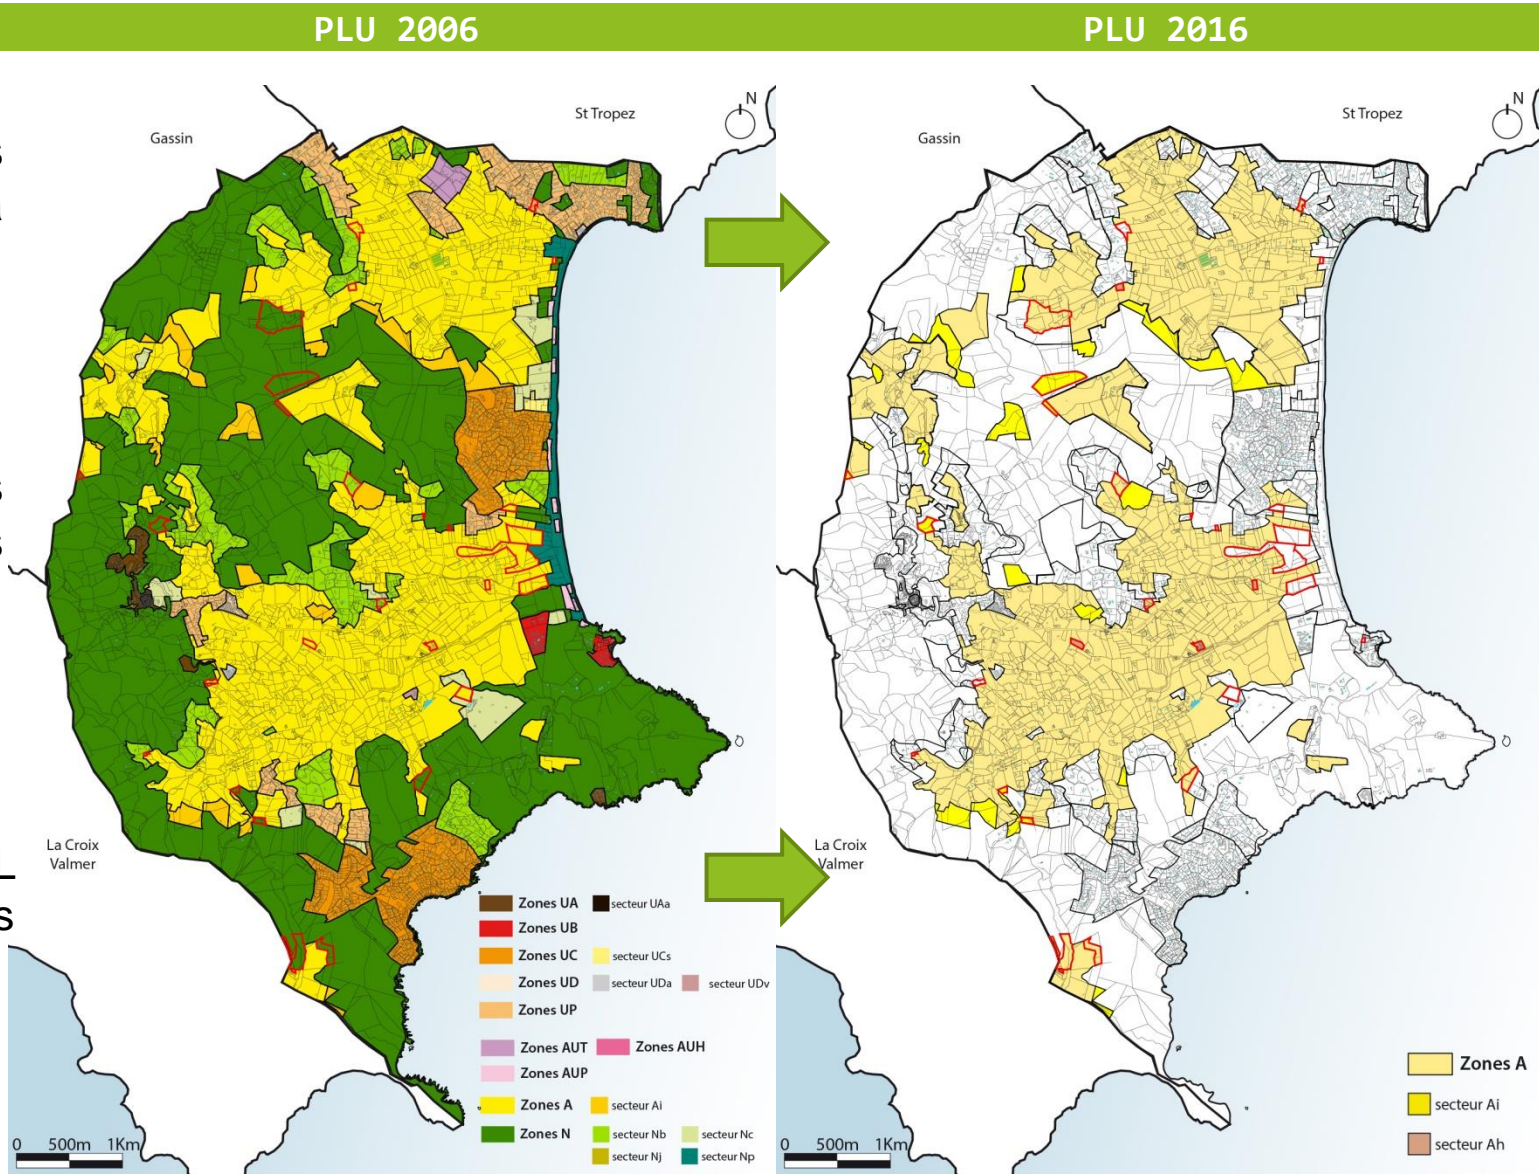 PLU 2006
PLU 2016
s
s
s
s
N
St Tropez
Gassin
La Croix
Valmer
Zones UA
secteur UAa
Zones UB
Zones UC
secteur UCs
Zones UD
secteur UDa
secteur UDv
Zones UP
Zones AUT
Zones AUH
Zones AUP
Zones A
secteur Ai
Zones N
secteur Nb
secteur Nc
secteur Nj
secteur Np
0 500m 1Km
N
St Tropez
Gassin
La Croix
Valmer
Zones A
secteur Ai
secteur Ah
0 500m 1Km